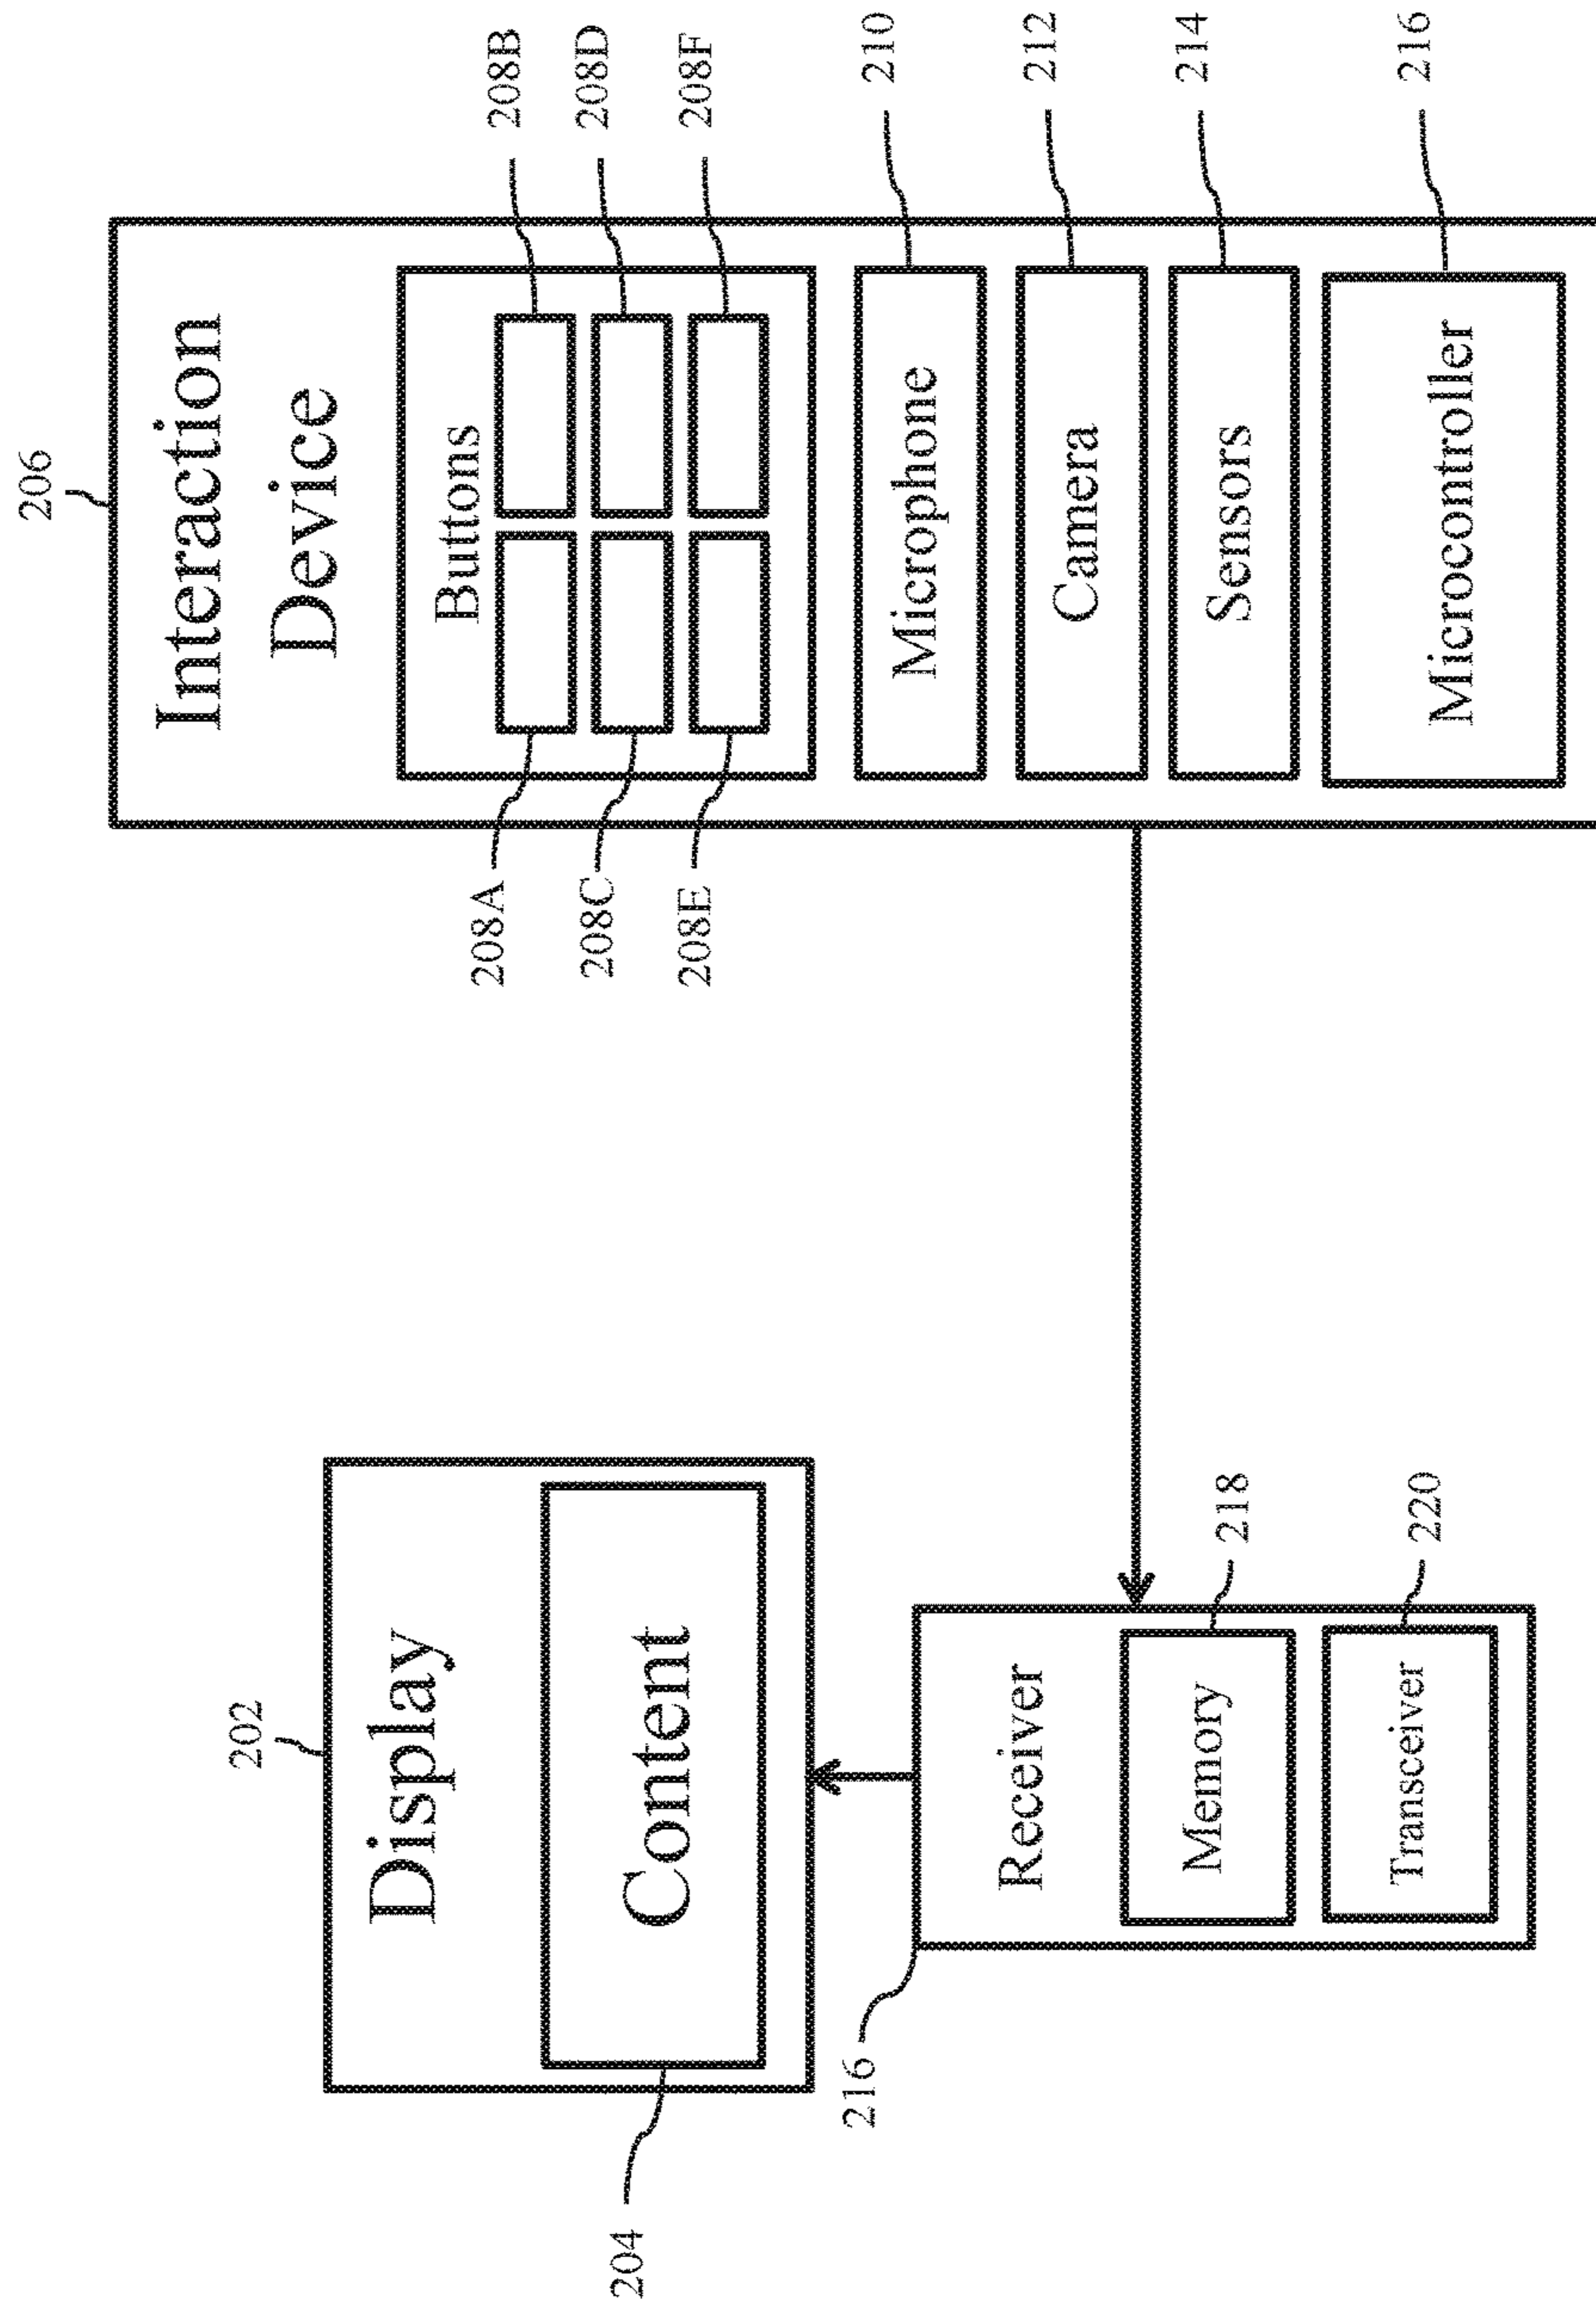 202
Display
Content
204
216
Receiver
Memory
218
Transceiver
220
206
Interaction
Device
Buttons
208A
208B
208C
208D
208E
208F
Microphone
210
Camera
212
Sensors
214
Microcontroller
216